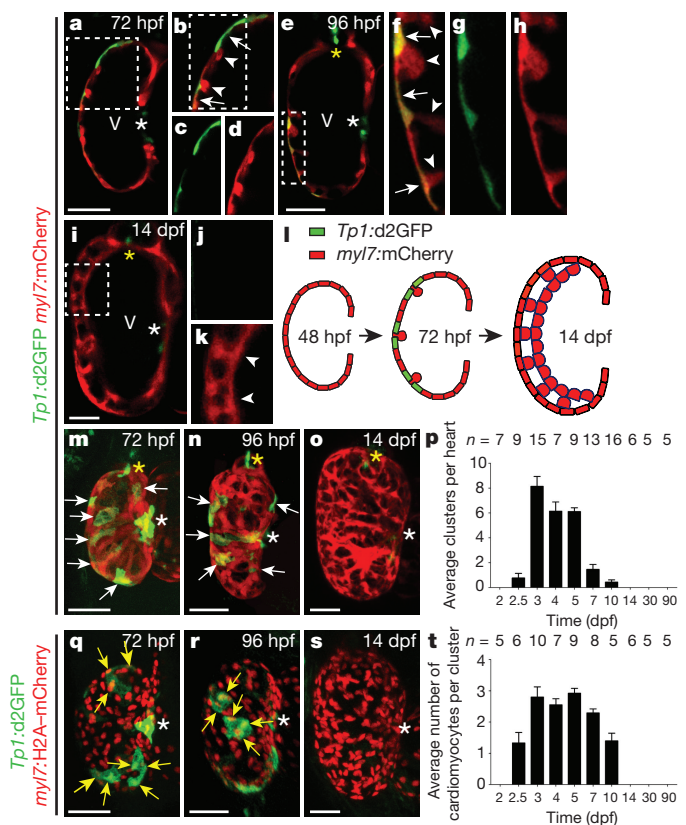 Tp1:d2GFP myl7:mCherry
a 72 hpf
V
*
b
c
d
e 96 hpf
*
V
*
f
g
h
i 14 dpf
*
V
*
j
k
l
Tp1:d2GFP
myl7:mCherry
48 hpf
72 hpf
14 dpf
m 72 hpf
*
*
n 96 hpf
*
*
o 14 dpf
*
*
p
n = 7 9 15 7 9 13 16 6 5 5
Average clusters per heart
10
8
6
4
2
0
2 2.5 3 4 5 7 10 14 30 90
Time (dpf)
Tp1:d2GFP
myl7:H2A–mCherry
q 72 hpf
*
r 96 hpf
*
s 14 dpf
*
t
n = 5 6 10 7 9 8 5 6 5 5
Average number of
cardiomyocytes per cluster
4
3
2
1
0
2 2.5 3 4 5 7 10 14 30 90
Time (dpf)